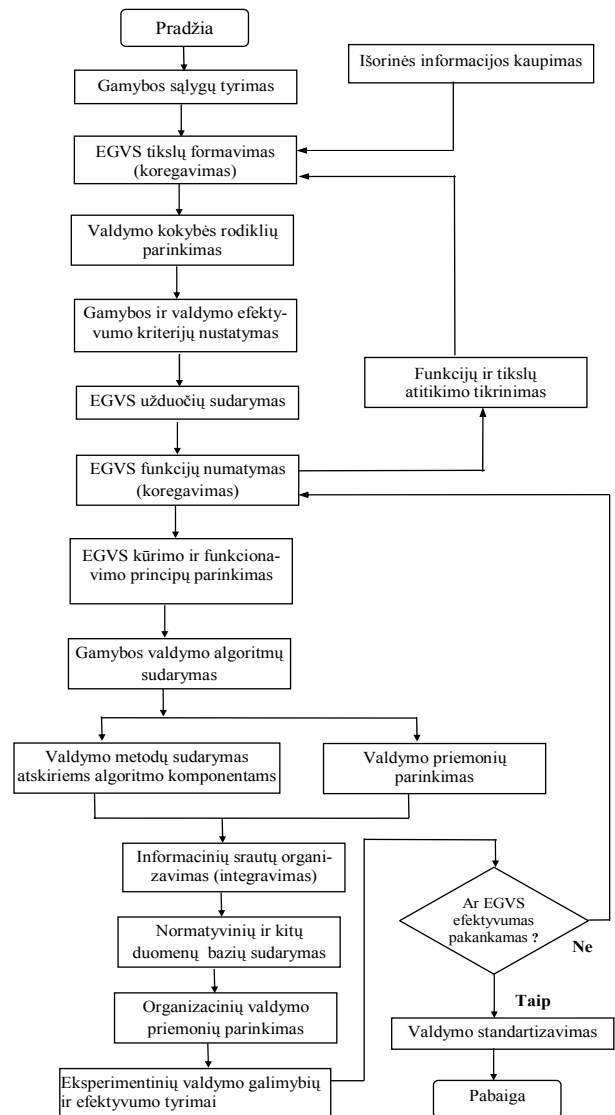 Pradžia
Išorinės informacijos kaupimas
Gamybos sąlygų tyrimas
EGVS tikslų formavimas
(koregavimas)
Valdymo kokybės rodiklių
parinkimas
Gamybos ir valdymo efekty-
vumo kriterijų nustatymas
Funkcijų ir tikslų
atitikimo tikrinimas
EGVS užduočių sudarymas
EGVS funkcijų numatymas
(koregavimas)
EGVS kūrimo ir funkciona-
vimo principų parinkimas
Gamybos valdymo algoritmų
sudarymas
Valdymo metodų sudarymas
atskiriems algoritmo komponentams
Valdymo priemonių
parinkimas
Informacinių srautų organi-
zavimas (integravimas)
Normatyvinių ir kitų
duomenų bazių sudarymas
Organizacinių valdymo
priemonių parinkimas
Eksperimentinių valdymo galimybių
ir efektyvumo tyrimai
Ar EGVS
efektyvumas
pakankamas ?
Ne
Taip
Valdymo standartizavimas
Pabaiga